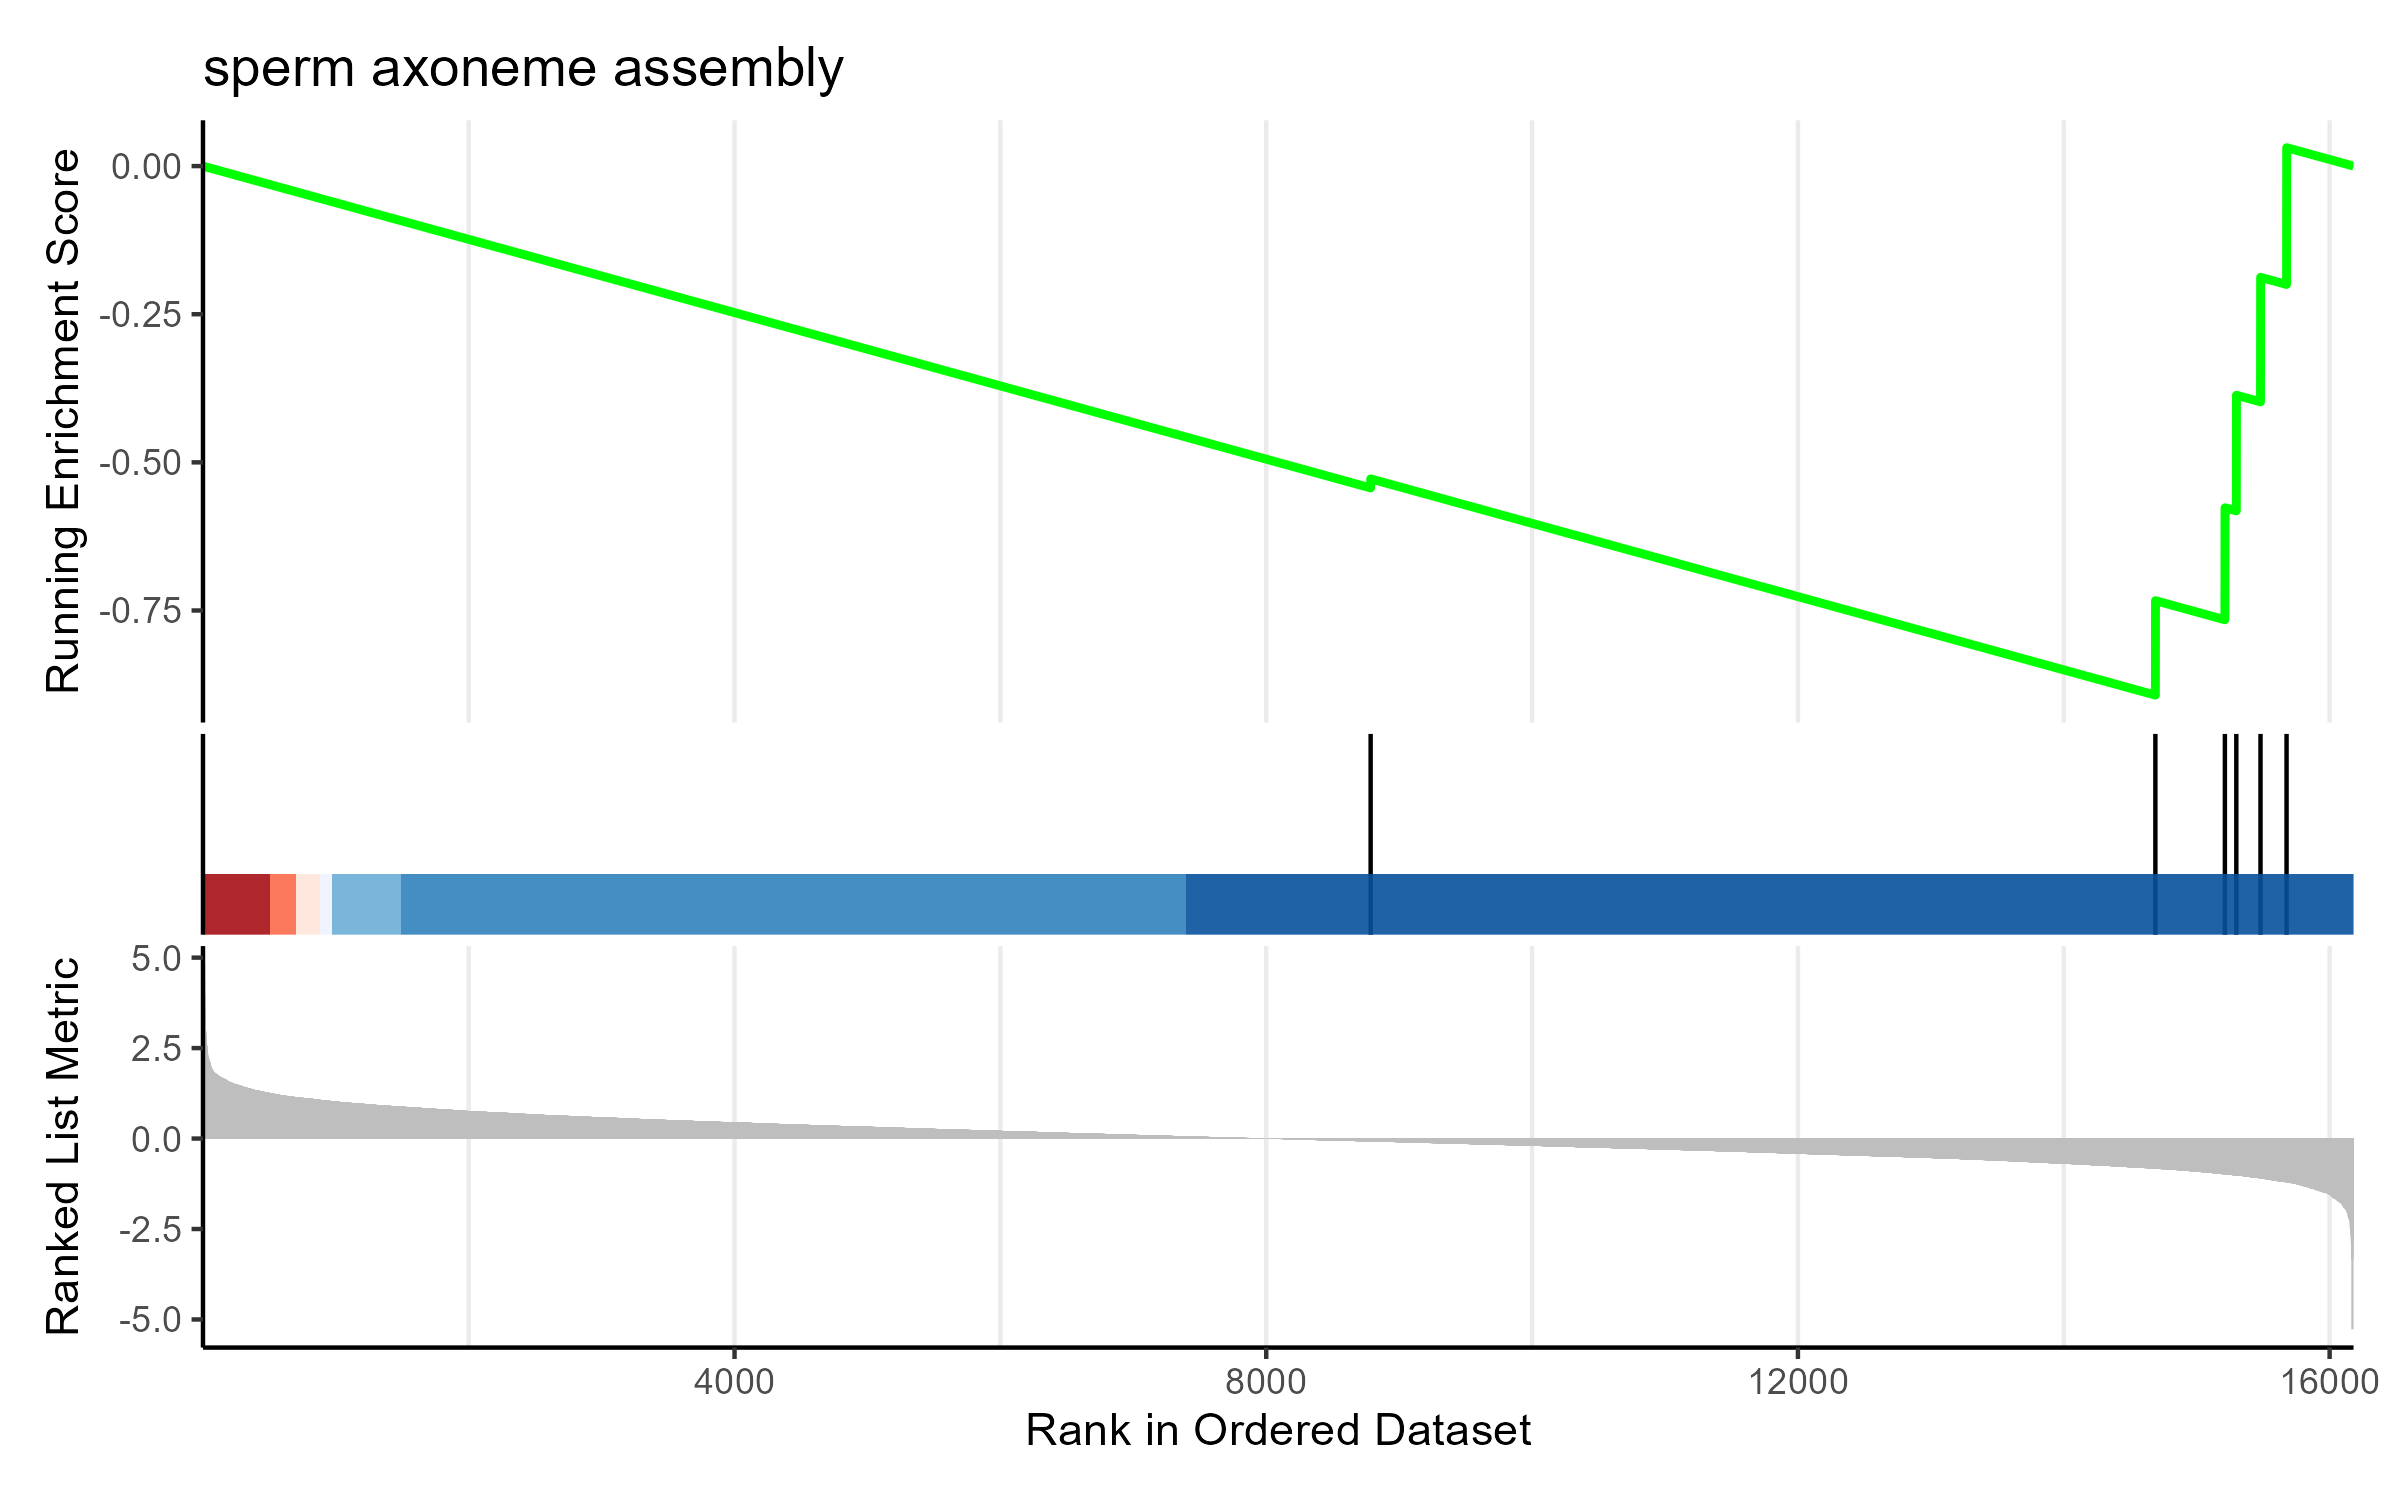 sperm axoneme assembly
Running Enrichment Score
0.00
-0.25
-0.50
-0.75
Ranked List Metric
5.0
2.5
0.0
-2.5
-5.0
4000 8000 12000 16000
Rank in Ordered Dataset